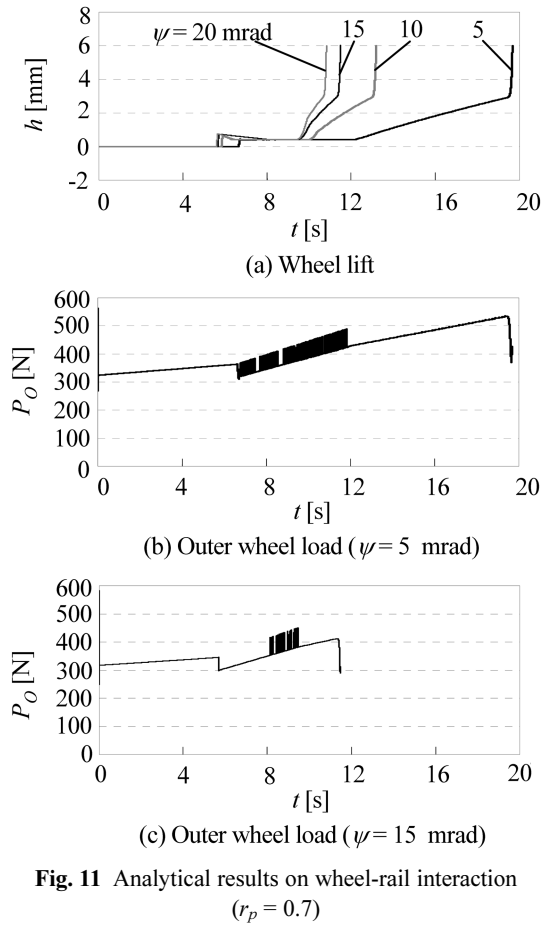 8
6
4
2
0
-2
h [mm]
ψ = 20 mrad 15 10 5
0 4 8 12 16 20
t [s]
(a) Wheel lift
600
500
400
300
200
100
0
P_O [N]
0 4 8 12 16 20
t [s]
(b) Outer wheel load (ψ = 5 mrad)
600
500
400
300
200
100
0
P_O [N]
0 4 8 12 16 20
t [s]
(c) Outer wheel load (ψ = 15 mrad)
Fig. 11 Analytical results on wheel-rail interaction
(r_p = 0.7)